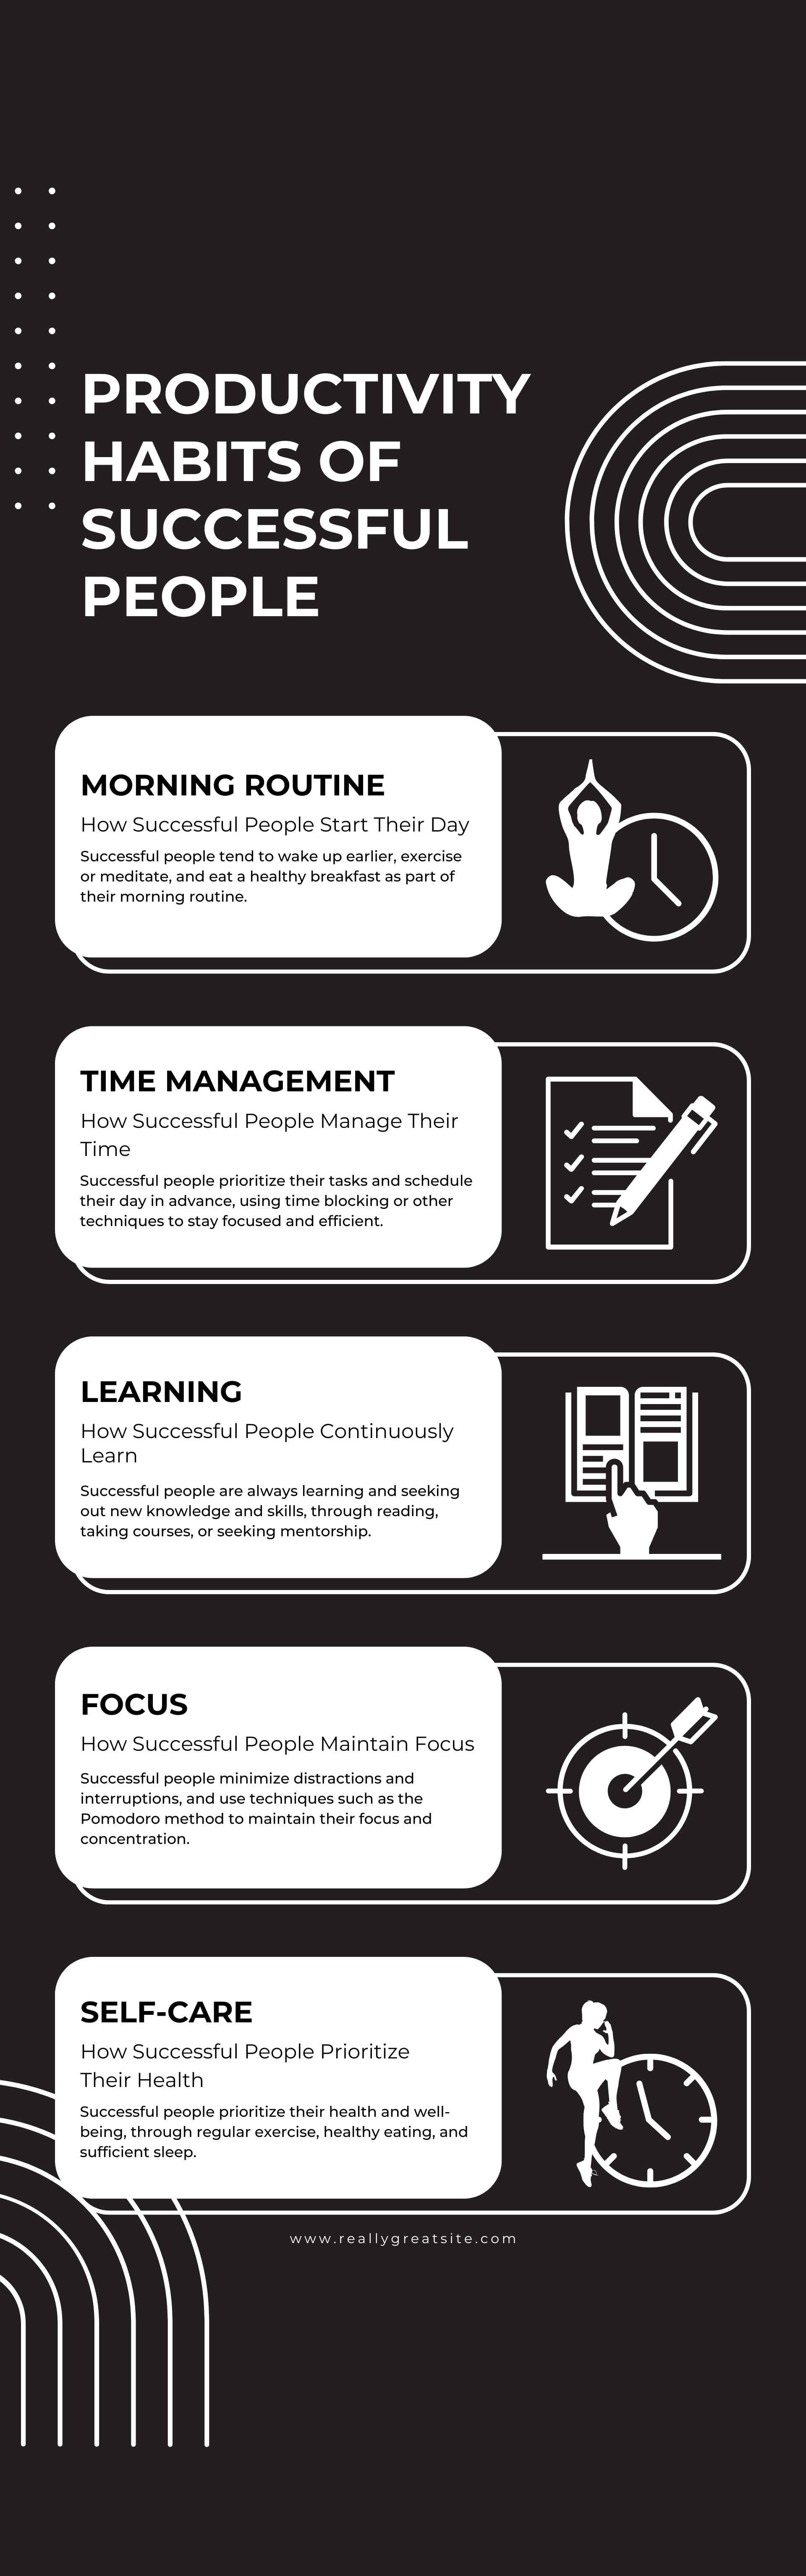 PRODUCTIVITY
HABITS OF
SUCCESSFUL
PEOPLE
MORNING ROUTINE
How Successful People Start Their Day
Successful people tend to wake up earlier, exercise
or meditate, and eat a healthy breakfast as part of
their morning routine.
TIME MANAGEMENT
How Successful People Manage Their
Time
Successful people prioritize their tasks and schedule
their day in advance, using time blocking or other
techniques to stay focused and efficient.
LEARNING
How Successful People Continuously
Learn
Successful people are always learning and seeking
out new knowledge and skills, through reading,
taking courses, or seeking mentorship.
FOCUS
How Successful People Maintain Focus
Successful people minimize distractions and
interruptions, and use techniques such as the
Pomodoro method to maintain their focus and
concentration.
SELF-CARE
How Successful People Prioritize
Their Health
Successful people prioritize their health and well-
being, through regular exercise, healthy eating, and
sufficient sleep.
www.reallygreatsite.com